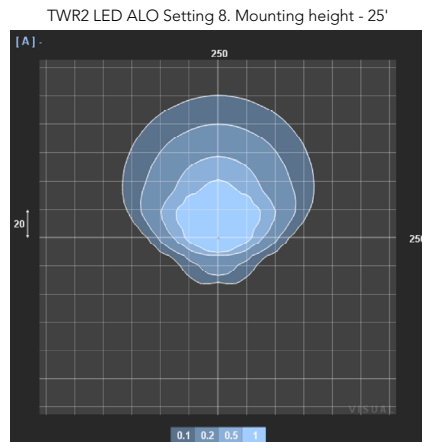 TWR2 LED ALO Setting 8. Mounting height - 25'
[A] -
250
20
250
VISUAL
0.1 0.2 0.5 1